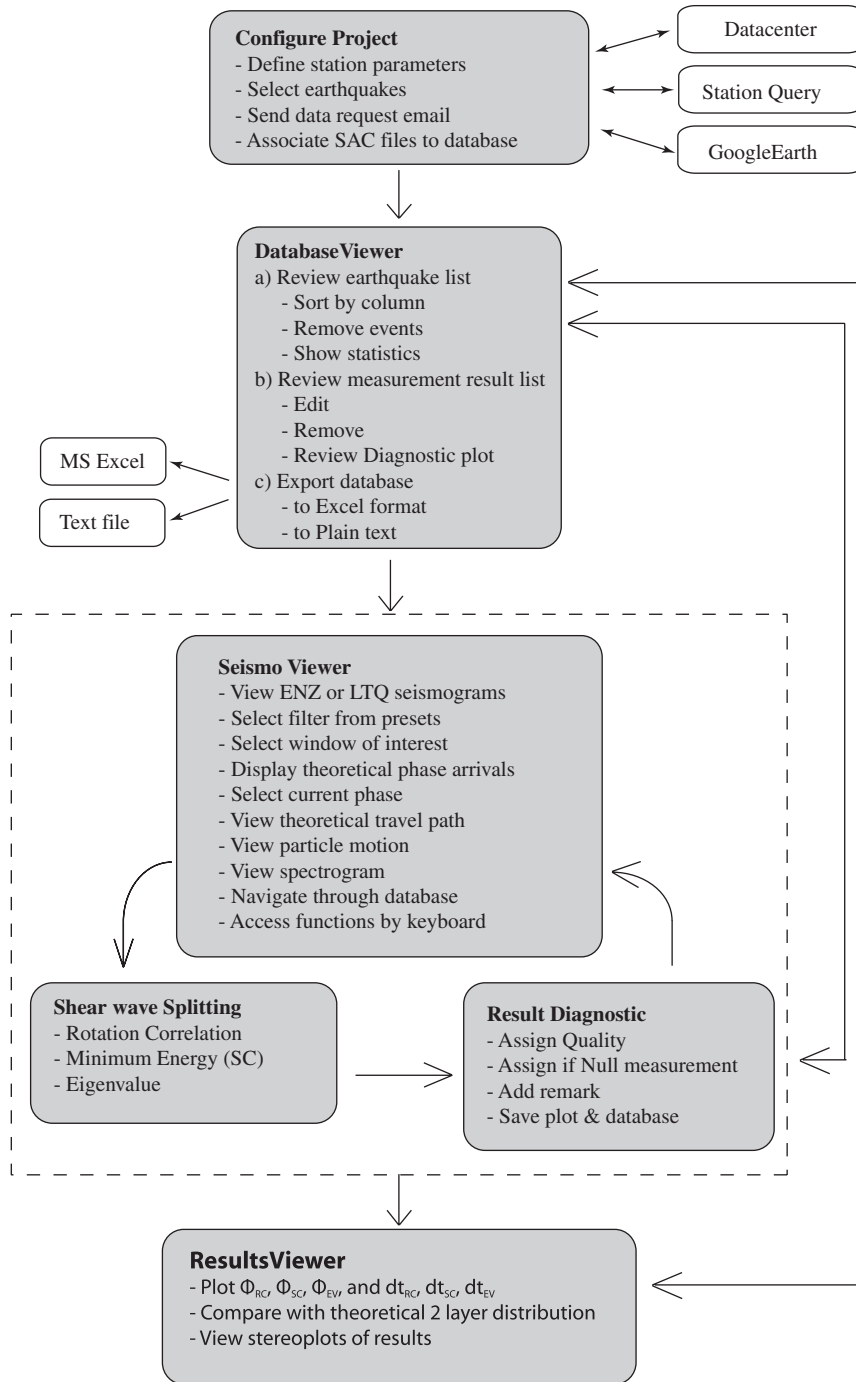 Configure Project
- Define station parameters
- Select earthquakes
- Send data request email
- Associate SAC files to database
Datacenter
Station Query
GoogleEarth
DatabaseViewer
a) Review earthquake list
- Sort by column
- Remove events
- Show statistics
b) Review measurement result list
- Edit
- Remove
- Review Diagnostic plot
c) Export database
- to Excel format
- to Plain text
MS Excel
Text file
Seismo Viewer
- View ENZ or LTQ seismograms
- Select filter from presets
- Select window of interest
- Display theoretical phase arrivals
- Select current phase
- View theoretical travel path
- View particle motion
- View spectrogram
- Navigate through database
- Access functions by keyboard
Shear wave Splitting
- Rotation Correlation
- Minimum Energy (SC)
- Eigenvalue
Result Diagnostic
- Assign Quality
- Assign if Null measurement
- Add remark
- Save plot & database
ResultsViewer
- Plot Φ_RC, Φ_SC, Φ_EV, and dt_RC, dt_SC, dt_EV
- Compare with theoretical 2 layer distribution
- View stereoplots of results